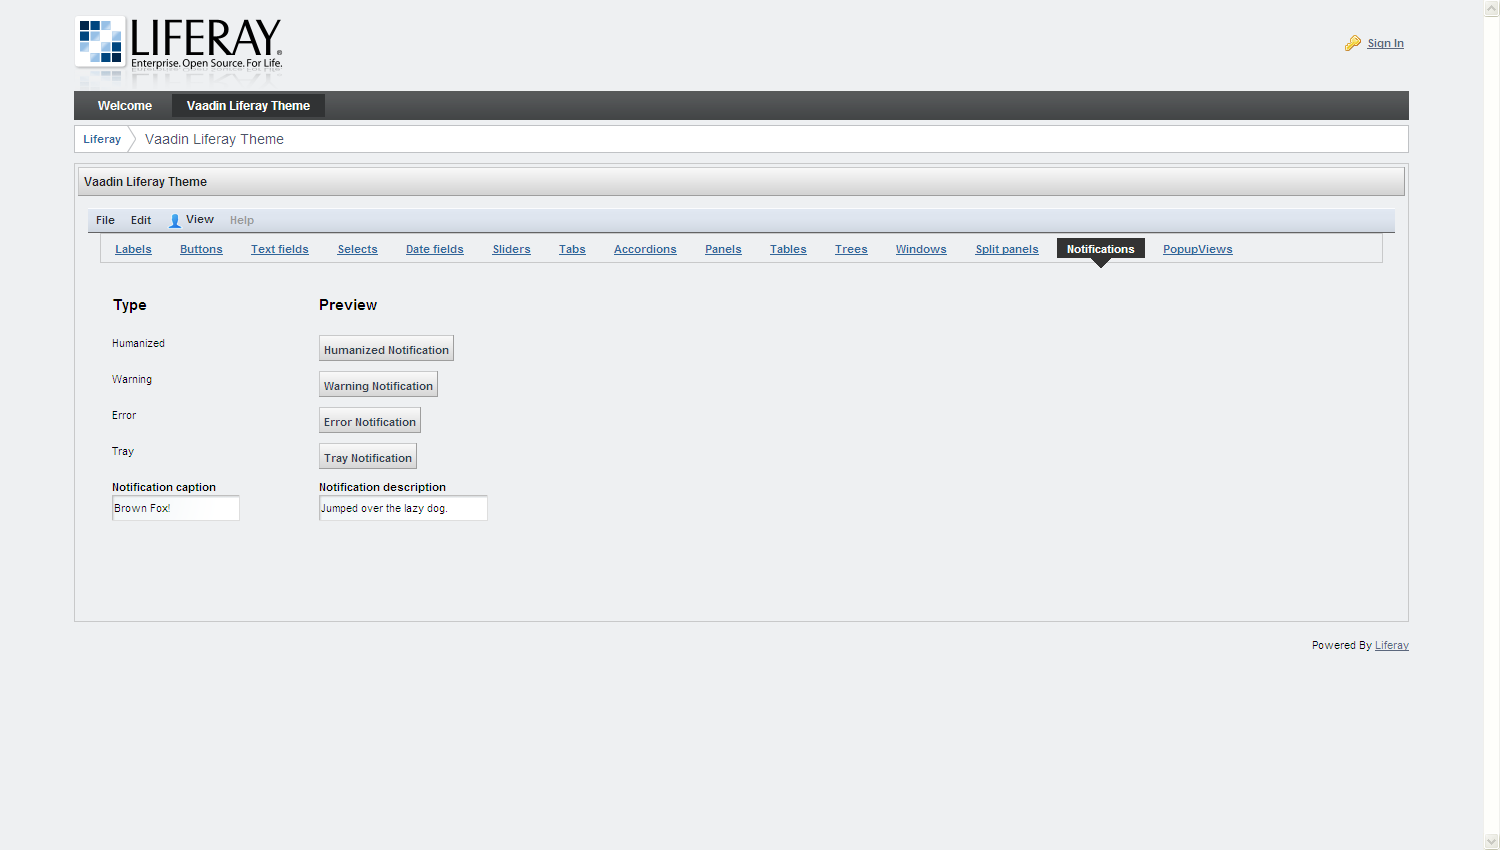 LIFERAY®
Enterprise. Open Source. For Life.
Sign In
Welcome Vaadin Liferay Theme
Liferay Vaadin Liferay Theme
Vaadin Liferay Theme
File Edit View Help
Labels Buttons Text fields Selects Date fields Sliders Tabs Accordions Panels Tables Trees Windows Split panels Notifications PopupViews
Type Preview
Humanized Humanized Notification
Warning Warning Notification
Error Error Notification
Tray Tray Notification
Notification caption Notification description
Brown Fox! Jumped over the lazy dog.
Powered By Liferay